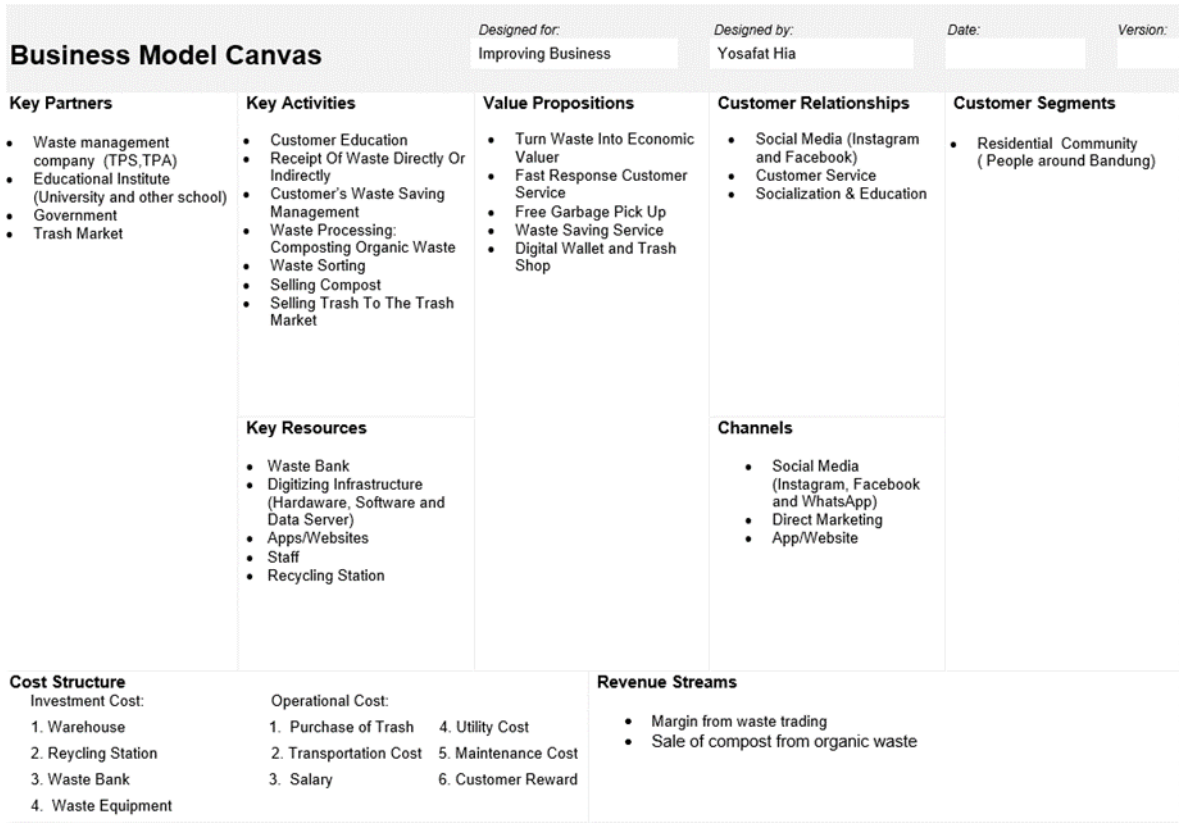 Business Model Canvas
Designed for:
Improving Business
Designed by:
Yosafat Hia
Date:
Version:
Key Partners
• Waste management
company (TPS,TPA)
• Educational Institute
(University and other school)
• Government
• Trash Market
Key Activities
• Customer Education
• Receipt Of Waste Directly Or
Indirectly
• Customer's Waste Saving
Management
• Waste Processing:
Composting Organic Waste
• Waste Sorting
• Selling Compost
• Selling Trash To The Trash
Market
Key Resources
• Waste Bank
• Digitizing Infrastructure
(Hardaware, Software and
Data Server)
• Apps/Websites
• Staff
• Recycling Station
Value Propositions
• Turn Waste Into Economic
Valuer
• Fast Response Customer
Service
• Free Garbage Pick Up
• Waste Saving Service
• Digital Wallet and Trash
Shop
Customer Relationships
• Social Media (Instagram
and Facebook)
• Customer Service
• Socialization & Education
Channels
• Social Media
(Instagram, Facebook
and WhatsApp)
• Direct Marketing
• App/Website
Customer Segments
• Residential Community
( People around Bandung)
Cost Structure
Investment Cost:
1. Warehouse
2. Reycling Station
3. Waste Bank
4. Waste Equipment
Operational Cost:
1. Purchase of Trash
2. Transportation Cost
3. Salary
4. Utility Cost
5. Maintenance Cost
6. Customer Reward
Revenue Streams
• Margin from waste trading
• Sale of compost from organic waste